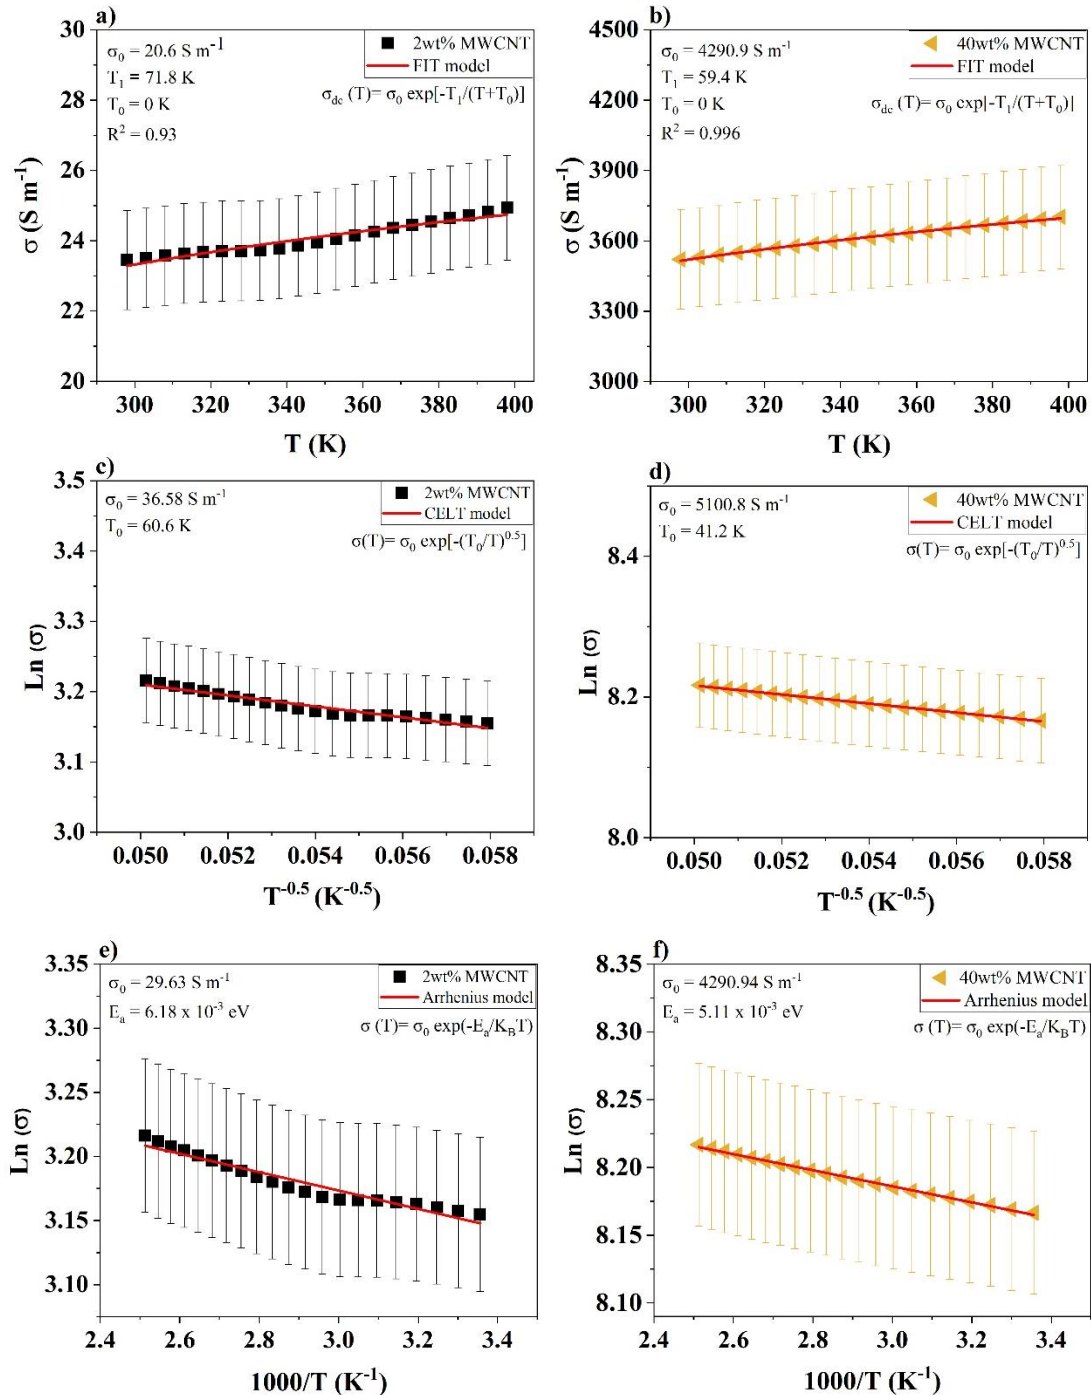 a)
30
28
26
24
22
20
σ (S m⁻¹)
σ₀ = 20.6 S m⁻¹
T₁ = 71.8 K
T₀ = 0 K
R² = 0.93
2wt% MWCNT
FIT model
σdc (T)= σ₀ exp[-T₁/(T+T₀)]
300 320 340 360 380 400
T (K)
b)
4500
4200
3900
3600
3300
3000
σ (S m⁻¹)
σ₀ = 4290.9 S m⁻¹
T₁ = 59.4 K
T₀ = 0 K
R² = 0.996
40wt% MWCNT
FIT model
σdc (T)= σ₀ exp|-T₁/(T+T₀)|
300 320 340 360 380 400
T (K)
c)
3.5
3.4
3.3
3.2
3.1
3.0
Ln (σ)
σ₀ = 36.58 S m⁻¹
T₀ = 60.6 K
2wt% MWCNT
CELT model
σ(T)= σ₀ exp[-(T₀/T)⁰·⁵]
0.050 0.052 0.054 0.056 0.058
T⁻⁰·⁵ (K⁻⁰·⁵)
d)
8.4
8.2
8.0
Ln (σ)
σ₀ = 5100.8 S m⁻¹
T₀ = 41.2 K
40wt% MWCNT
CELT model
σ(T)= σ₀ exp[-(T₀/T)⁰·⁵]
0.050 0.052 0.054 0.056 0.058
T⁻⁰·⁵ (K⁻⁰·⁵)
e)
3.35
3.30
3.25
3.20
3.15
3.10
Ln (σ)
σ₀ = 29.63 S m⁻¹
Eₐ = 6.18 x 10⁻³ eV
2wt% MWCNT
Arrhenius model
σ (T)= σ₀ exp(-Eₐ/K_BT)
2.4 2.6 2.8 3.0 3.2 3.4
1000/T (K⁻¹)
f)
8.35
8.30
8.25
8.20
8.15
8.10
Ln (σ)
σ₀ = 4290.94 S m⁻¹
Eₐ = 5.11 x 10⁻³ eV
40wt% MWCNT
Arrhenius model
σ (T)= σ₀ exp(-Eₐ/K_BT)
2.4 2.6 2.8 3.0 3.2 3.4
1000/T (K⁻¹)